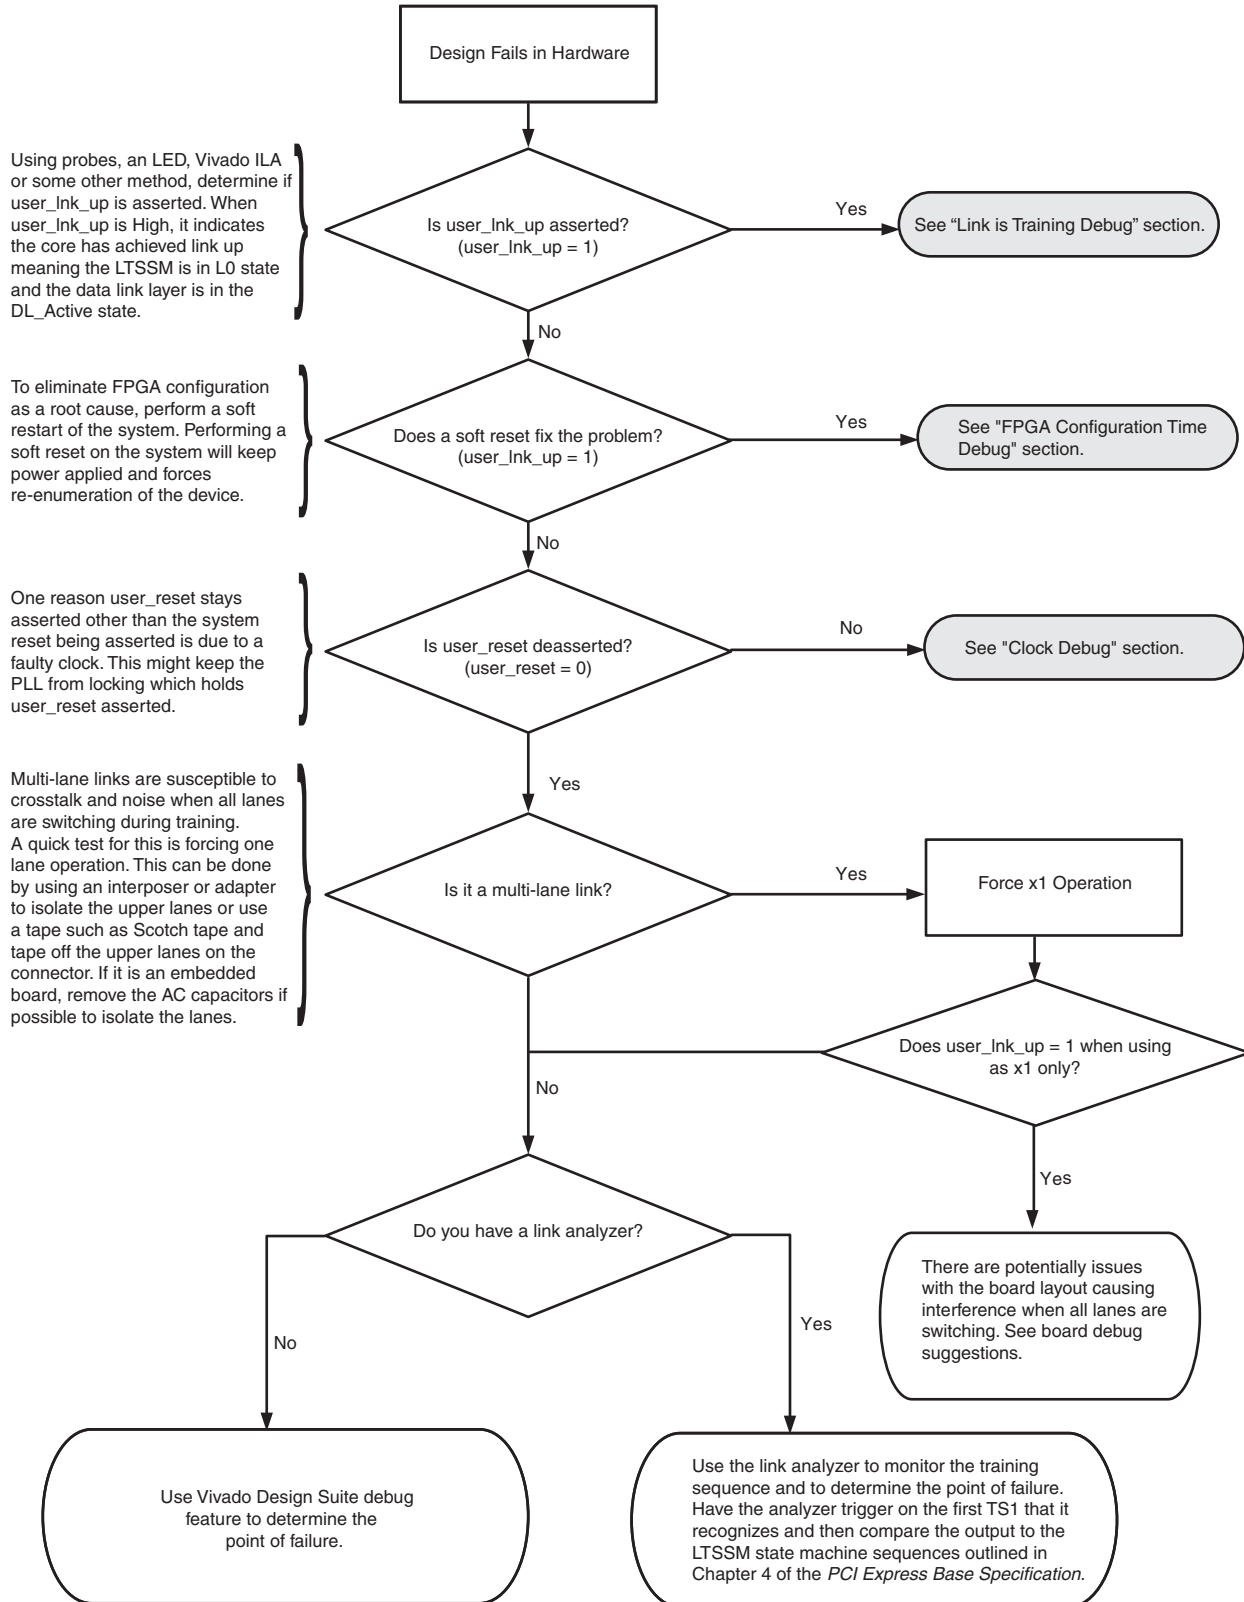 Design Fails in Hardware
Using probes, an LED, Vivado ILA
or some other method, determine if
user_lnk_up is asserted. When
user_lnk_up is High, it indicates
the core has achieved link up
meaning the LTSSM is in L0 state
and the data link layer is in the
DL_Active state.
Is user_lnk_up asserted?
(user_lnk_up = 1)
Yes
See “Link is Training Debug” section.
No
To eliminate FPGA configuration
as a root cause, perform a soft
restart of the system. Performing a
soft reset on the system will keep
power applied and forces
re-enumeration of the device.
Does a soft reset fix the problem?
(user_lnk_up = 1)
Yes
See "FPGA Configuration Time
Debug" section.
No
One reason user_reset stays
asserted other than the system
reset being asserted is due to a
faulty clock. This might keep the
PLL from locking which holds
user_reset asserted.
Is user_reset deasserted?
(user_reset = 0)
No
See "Clock Debug" section.
Yes
Multi-lane links are susceptible to
crosstalk and noise when all lanes
are switching during training.
A quick test for this is forcing one
lane operation. This can be done
by using an interposer or adapter
to isolate the upper lanes or use
a tape such as Scotch tape and
tape off the upper lanes on the
connector. If it is an embedded
board, remove the AC capacitors if
possible to isolate the lanes.
Is it a multi-lane link?
Yes
Force x1 Operation
Does user_lnk_up = 1 when using
as x1 only?
No
Yes
Do you have a link analyzer?
There are potentially issues
with the board layout causing
interference when all lanes are
switching. See board debug
suggestions.
No
Yes
Use Vivado Design Suite debug
feature to determine the
point of failure.
Use the link analyzer to monitor the training
sequence and to determine the point of failure.
Have the analyzer trigger on the first TS1 that it
recognizes and then compare the output to the
LTSSM state machine sequences outlined in
Chapter 4 of the PCI Express Base Specification.